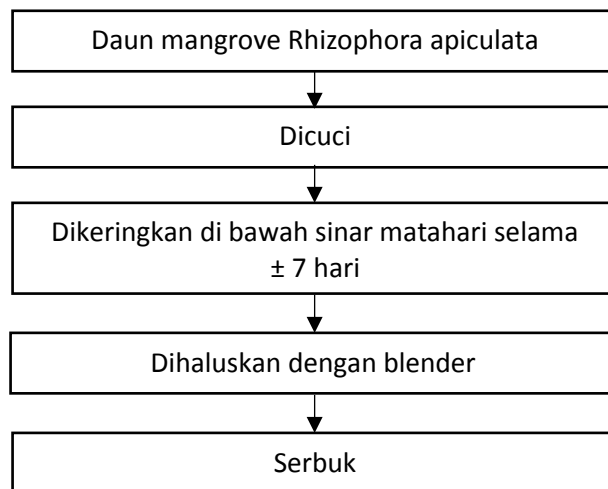 Daun mangrove Rhizophora apiculata
Dicuci
Dikeringkan di bawah sinar matahari selama
± 7 hari
Dihaluskan dengan blender
Serbuk